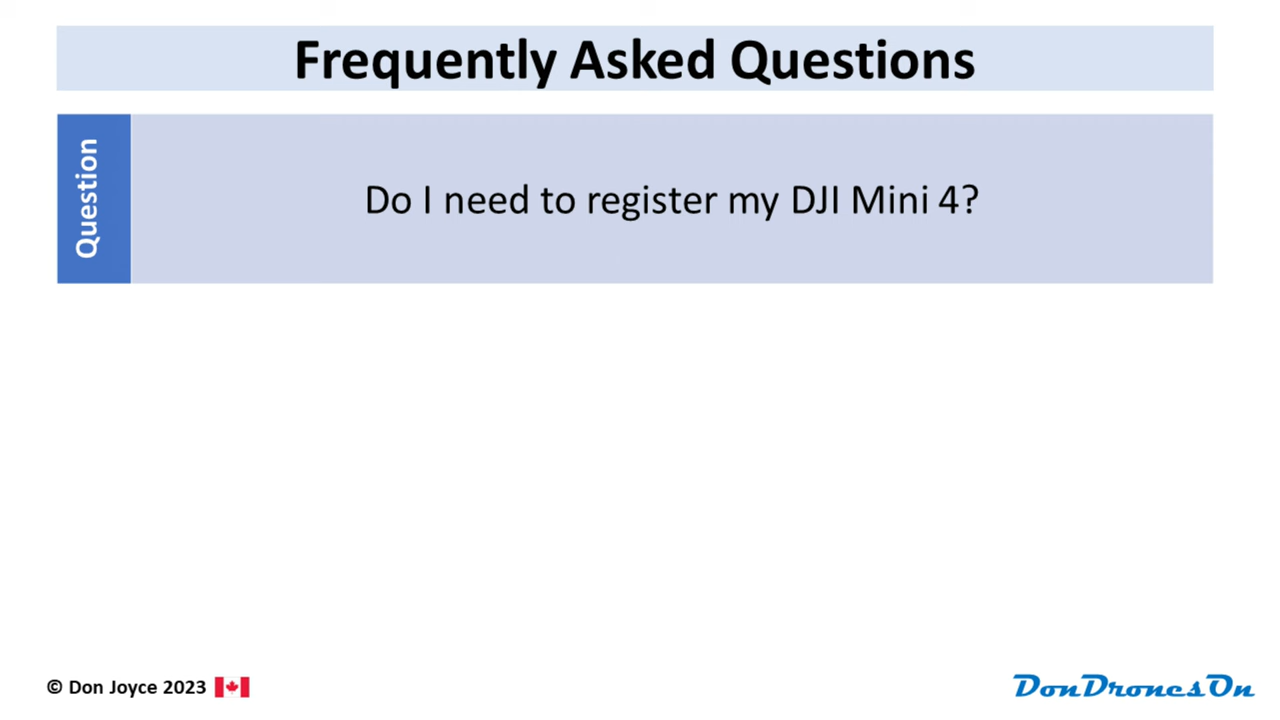 Frequently Asked Questions
Question
Do I need to register my DJI Mini 4?
© Don Joyce 2023
DonDronesOn